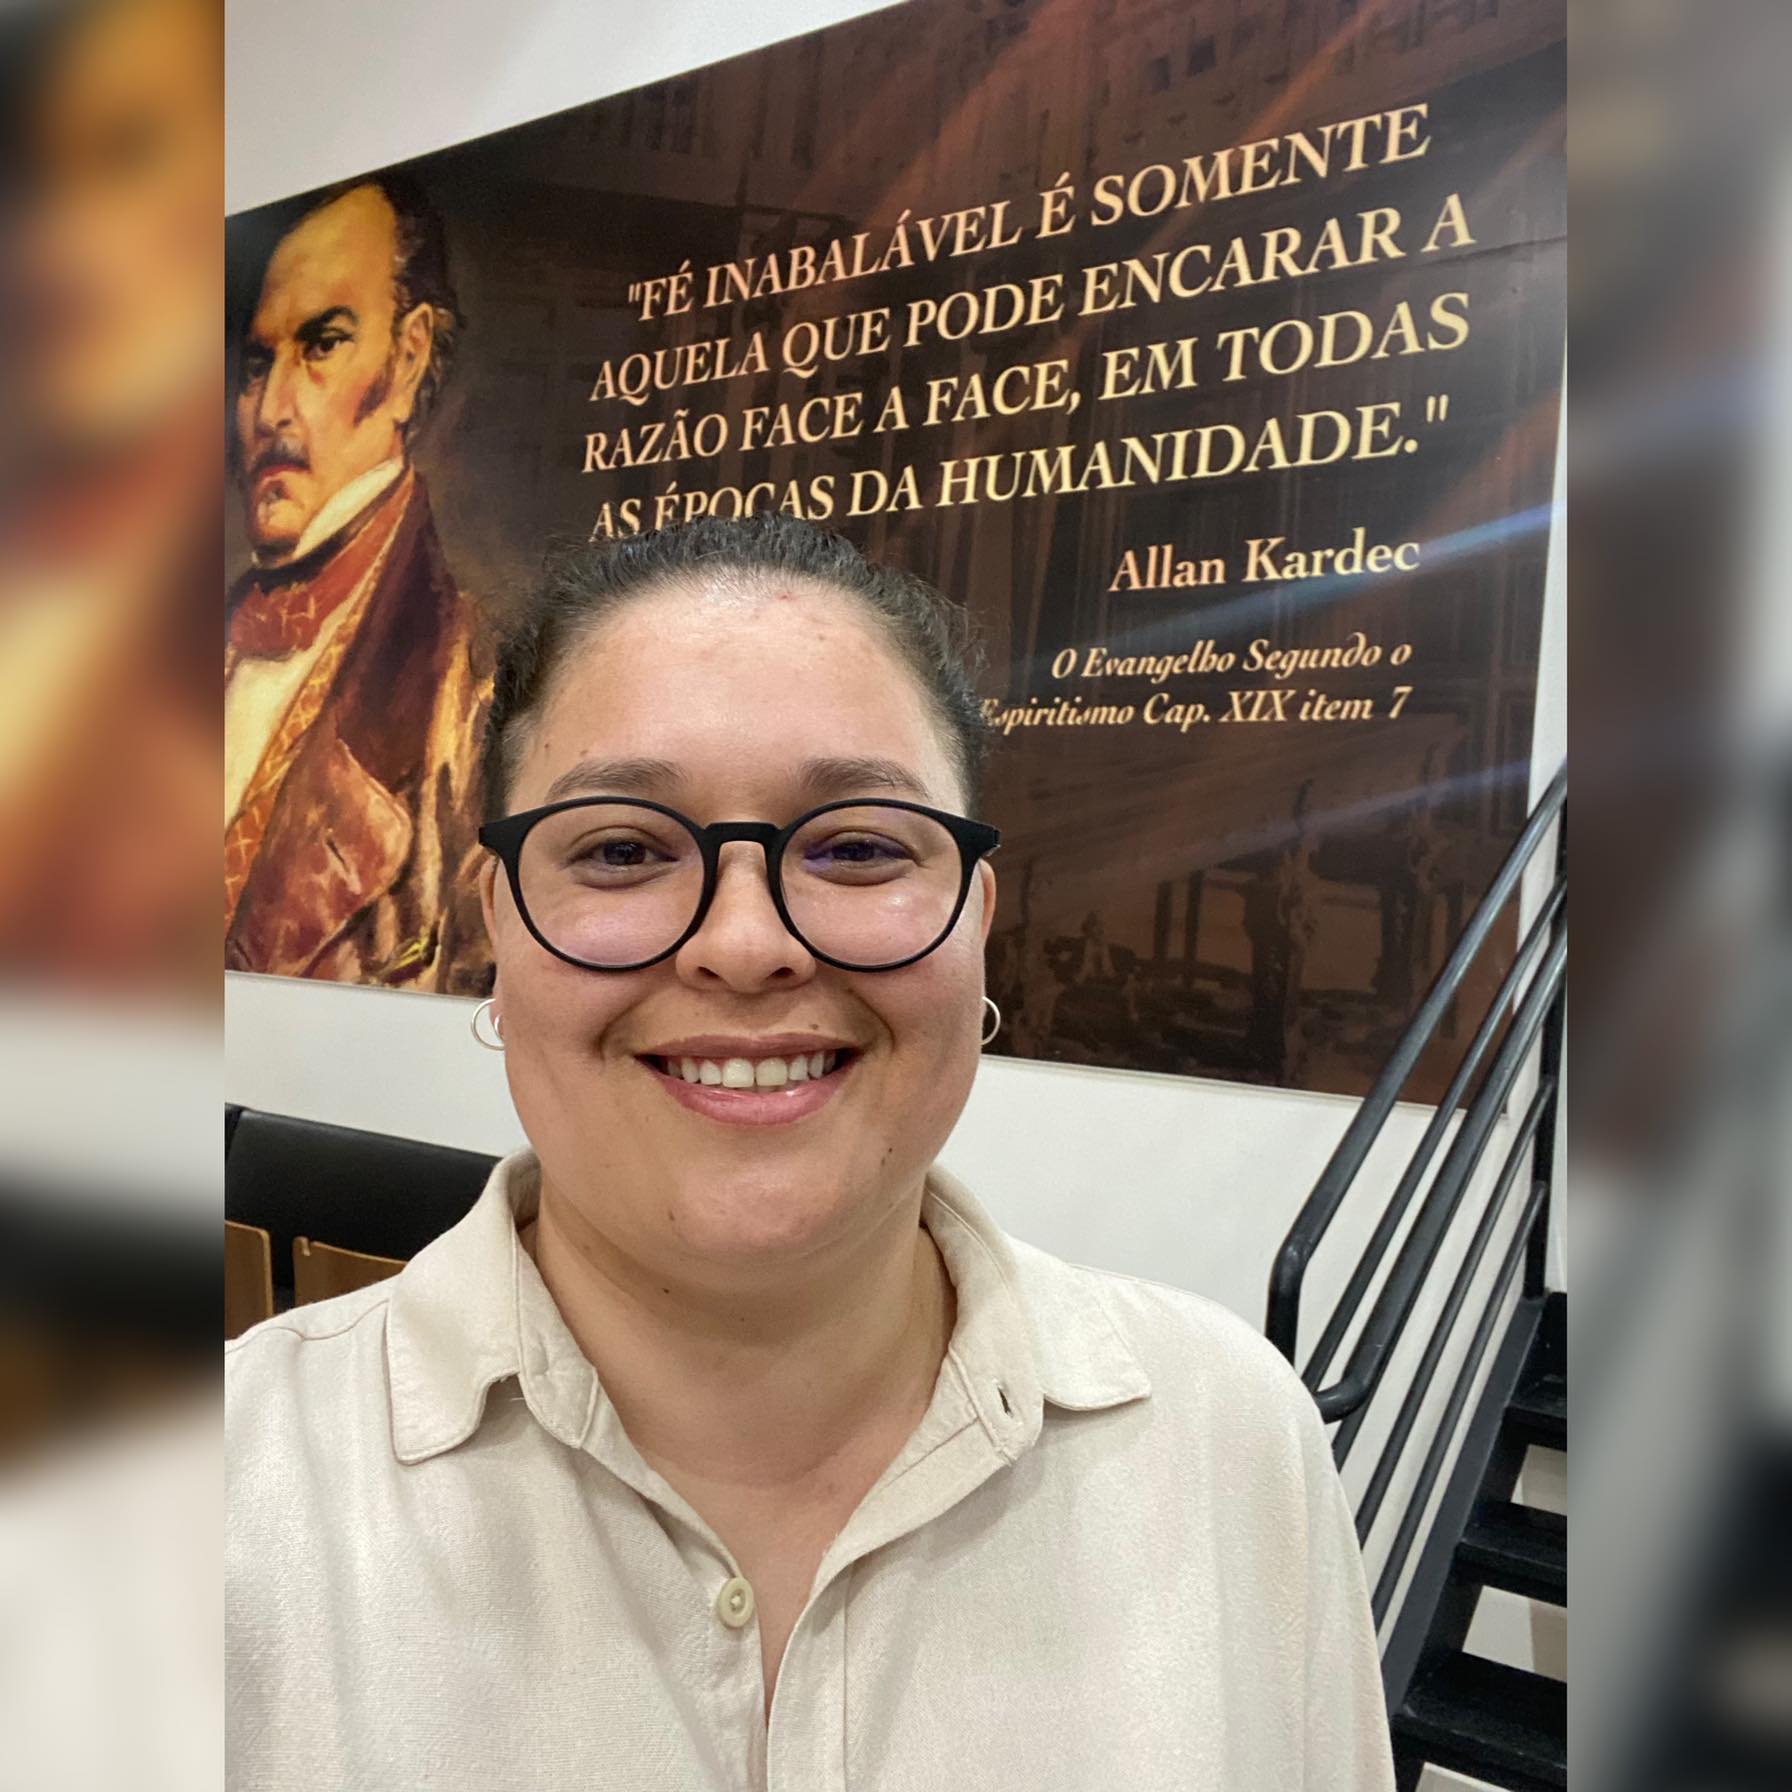 "FÉ INABALÁVEL É SOMENTE
AQUELA QUE PODE ENCARAR A
RAZÃO FACE A FACE, EM TODAS
AS ÉPOCAS DA HUMANIDADE."
Allan Kardec
O Evangelho Segundo o
Espiritismo Cap. XIX item 7